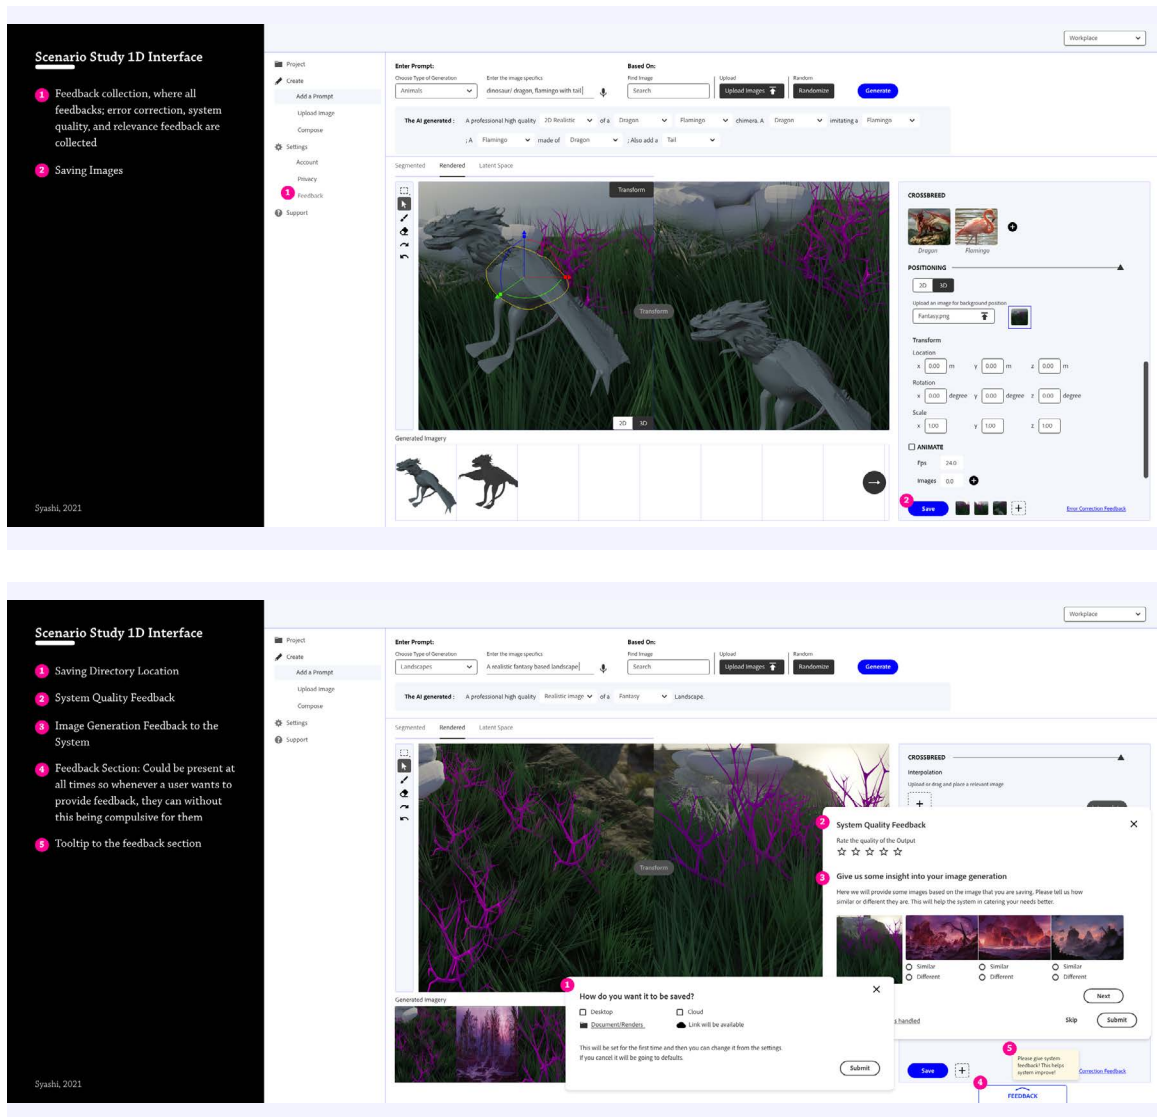 Scenario Study 1D Interface
1 Feedback collection, where all
feedbacks; error correction, system
quality, and relevance feedback are
collected
2 Saving Images
Syashi, 2021
Workplace
Project
Create
Add a Prompt
Upload image
Compose
Settings
Account
Privacy
1 Feedback
Support
Enter Prompt:
Based On:
Choose Type of Generation
Enter the image specifics
Find Image
Upload
Random
Animals
dinosaur/ dragon, flamingo with tail
Search
Upload Images
Randomize
Generate
The AI generated : A professional high quality 2D Realistic of a Dragon Flamingo chimera. A Dragon imitating a Flamingo
; A Flamingo made of Dragon ; Also add a Tail
Segmented Rendered Latent Space
Transform
Transform
2D 3D
Generated Imagery
CROSSBREED
Dragon Flamingo
POSITIONING
2D 3D
Upload an image for background position
Fantasy.png
Transform
Location
x 0.00 m y 0.00 m z 0.00 m
Rotation
x 0.00 degree y 0.00 degree z 0.00 degree
Scale
x 1.00 y 1.00 z 1.00
ANIMATE
Fps 24.0
Images 0.0
2 Save
Error Correction Feedback
Scenario Study 1D Interface
1 Saving Directory Location
2 System Quality Feedback
3 Image Generation Feedback to the
System
4 Feedback Section: Could be present at
all times so whenever a user wants to
provide feedback, they can without
this being compulsive for them
5 Tooltip to the feedback section
Syashi, 2021
Workplace
Project
Create
Add a Prompt
Upload image
Compose
Settings
Support
Enter Prompt:
Based On:
Choose Type of Generation
Enter the image specifics
Find Image
Upload
Random
Landscapes
A realistic fantasy based landscape
Search
Upload Images
Randomize
Generate
The AI generated : A professional high quality Realistic image of a Fantasy Landscape.
Segmented Rendered Latent Space
Transform
Generated Imagery
CROSSBREED
Interpolation
Upload or drag and place a relevant image
2 System Quality Feedback
Rate the quality of the Output
3 Give us some insight into your image generation
Here we will provide some images based on the image that you are saving. Please tell us how
similar or different they are. This will help the system in catering your needs better.
Similar Similar Similar
Different Different Different
Next
s handled
Skip
Submit
1
How do you want it to be saved?
Desktop Cloud
Document/Renders Link will be available
This will be set for the first time and then you can change it from the settings.
If you cancel it will be going to defaults.
Submit
5
Please give system
feedback! This helps
system improve!
Save
Correction Feedback
4
FEEDBACK